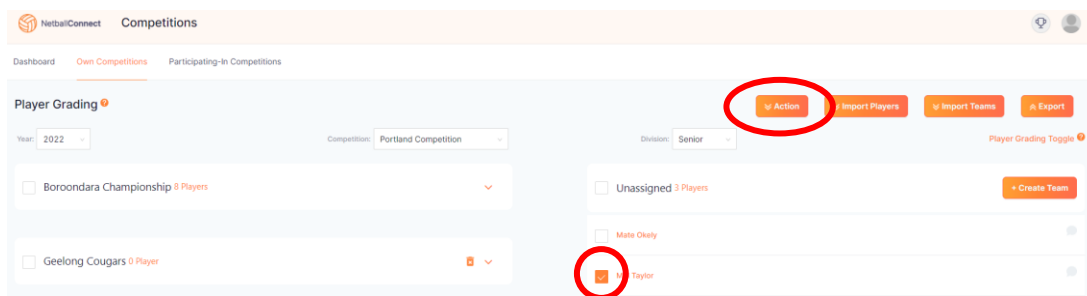 NetballConnect Competitions
Dashboard Own Competitions Participating-In Competitions
Player Grading
Action Import Players Import Teams Export
Year: 2022 Competition: Portland Competition Division: Senior Player Grading Toggle
Boroondara Championship 8 Players
Unassigned 3 Players + Create Team
Mate Okely
Geelong Cougars 0 Player
Taylor